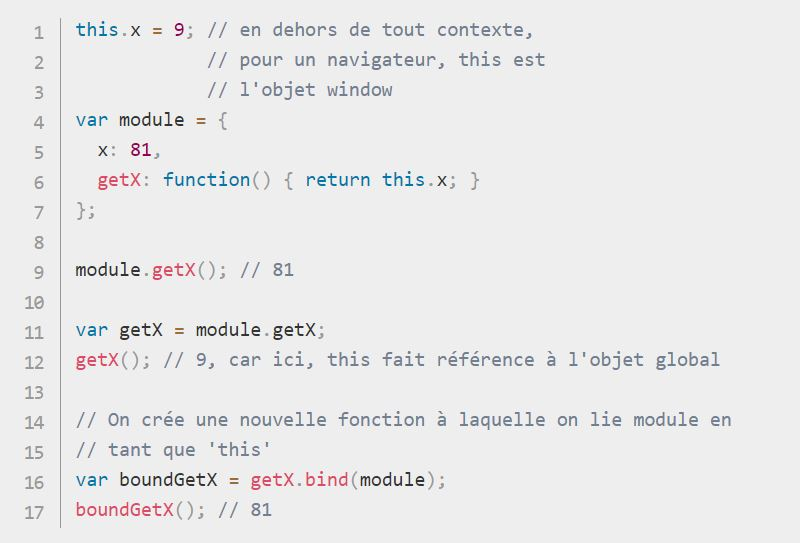 1 this.x = 9; // en dehors de tout contexte,
2 // pour un navigateur, this est
3 // l'objet window
4 var module = {
5 x: 81,
6 getX: function() { return this.x; }
7 };
8
9 module.getX(); // 81
10
11 var getX = module.getX;
12 getX(); // 9, car ici, this fait référence à l'objet global
13
14 // On crée une nouvelle fonction à laquelle on lie module en
15 // tant que 'this'
16 var boundGetX = getX.bind(module);
17 boundGetX(); // 81